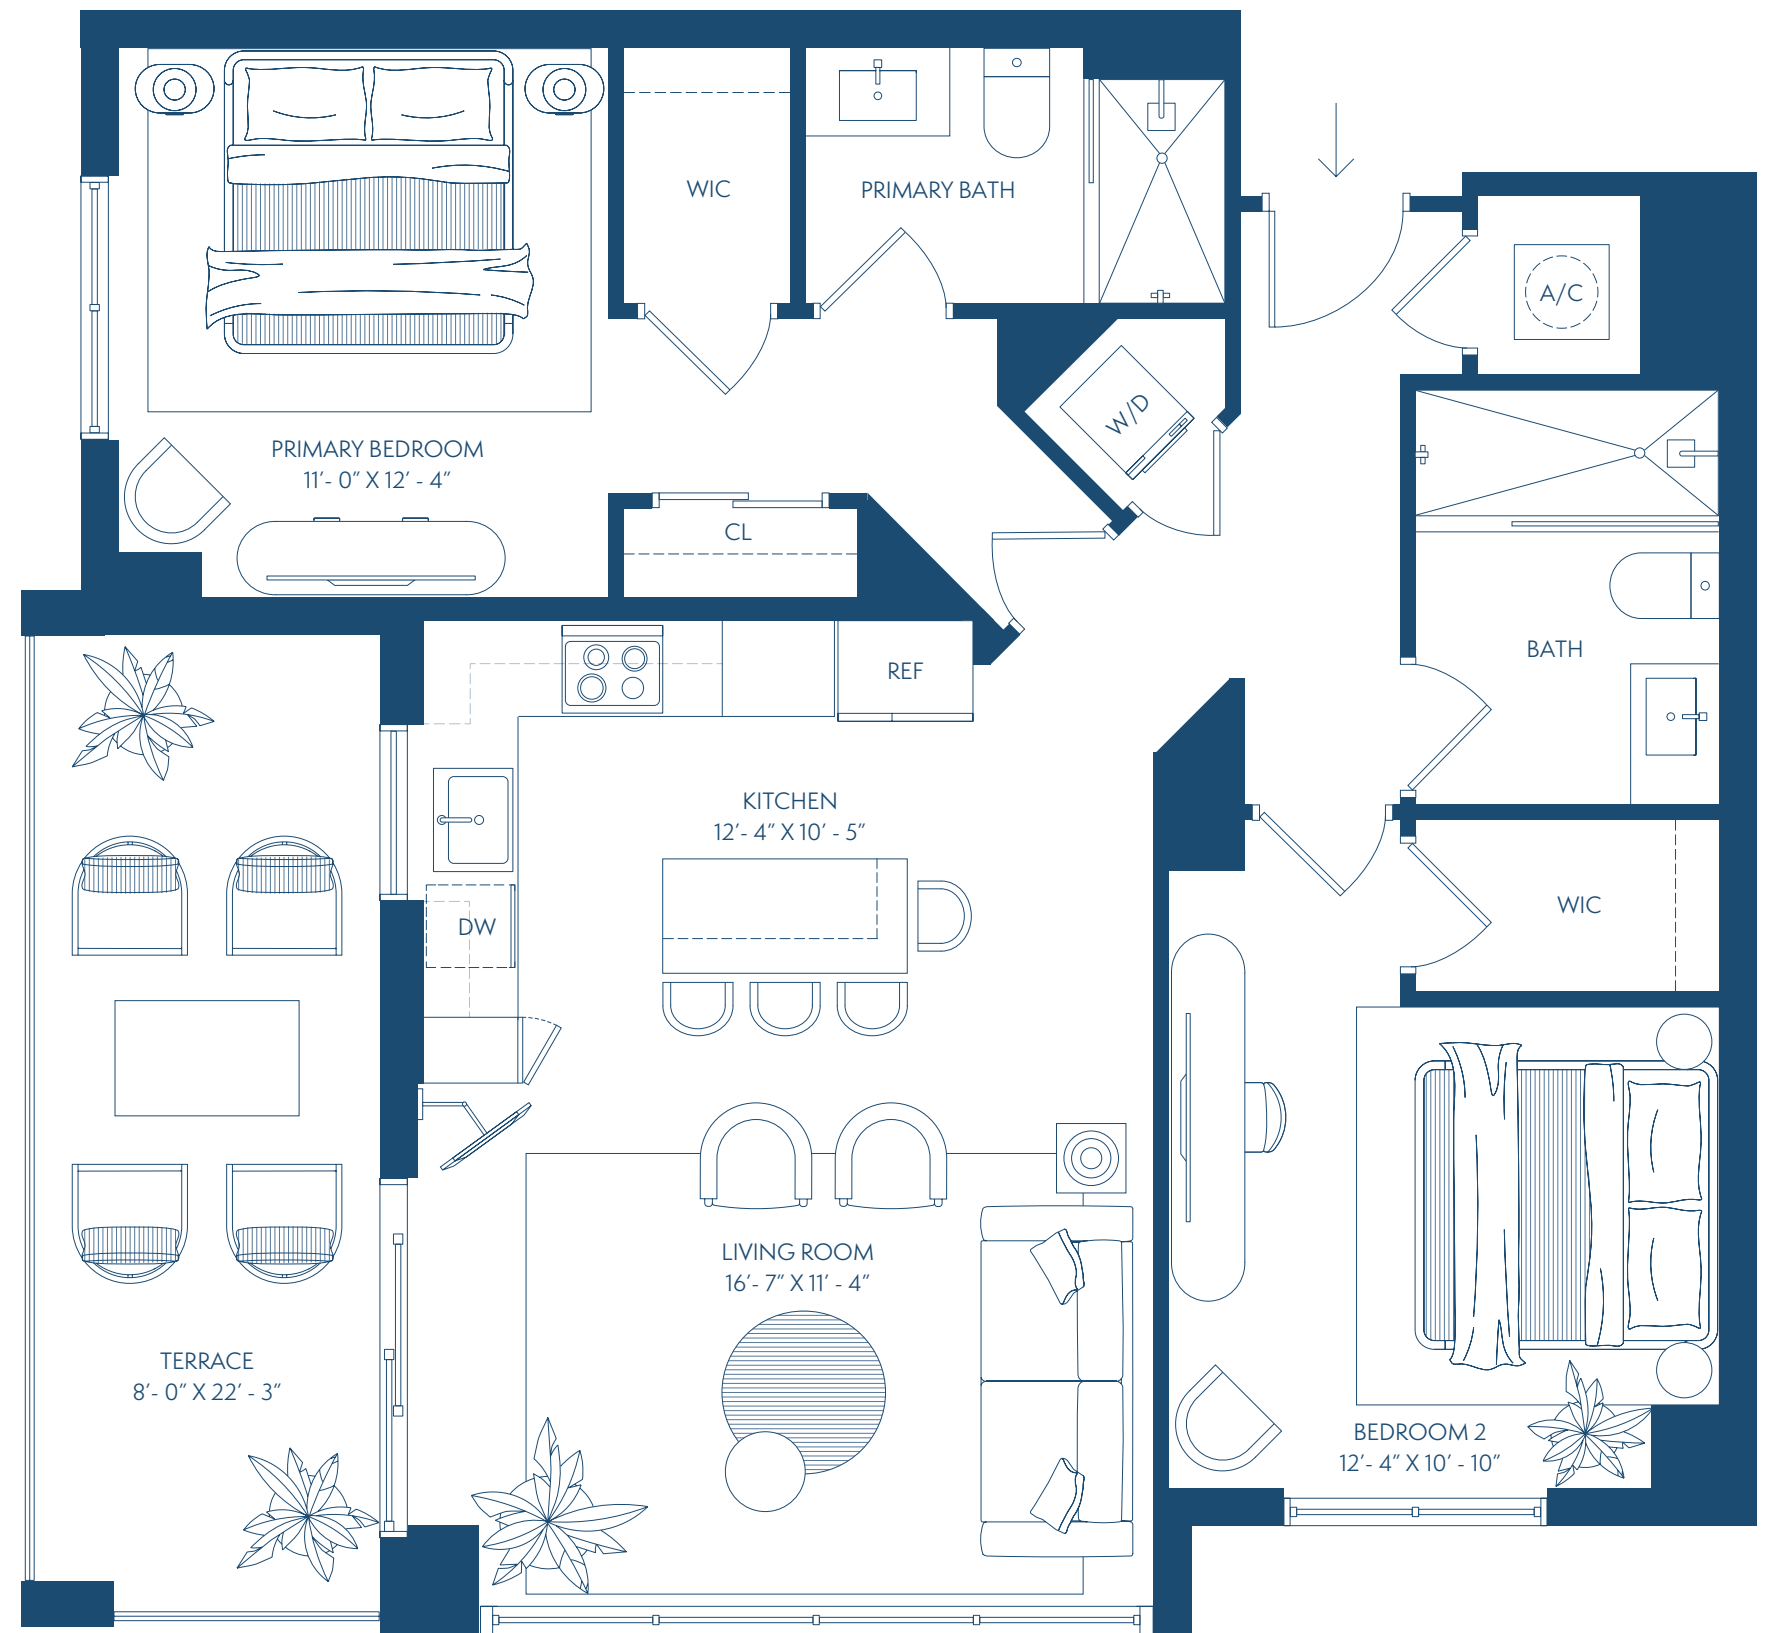 WIC
PRIMARY BATH
A/C
W/D
PRIMARY BEDROOM
11’- 0” X 12’ - 4”
CL
REF
BATH
KITCHEN
12’- 4” X 10’ - 5”
WIC
DW
LIVING ROOM
16’- 7” X 11’ - 4”
TERRACE
8’- 0” X 22’ - 3”
BEDROOM 2
12’- 4” X 10’ - 10”